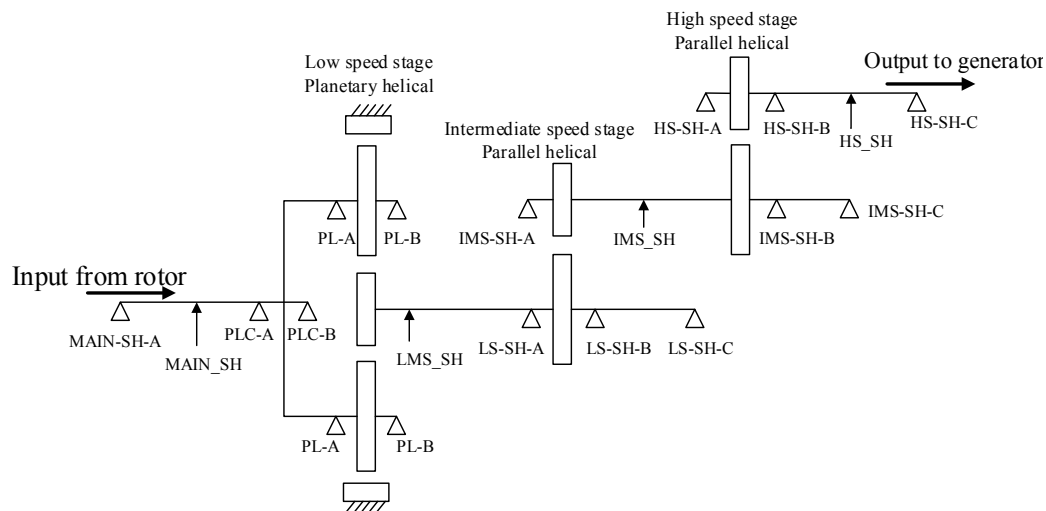 High speed stage
Parallel helical
Output to generator
Low speed stage
Planetary helical
HS-SH-A
HS-SH-B
HS_SH
HS-SH-C
Intermediate speed stage
Parallel helical
PL-A
PL-B
IMS-SH-A
IMS_SH
IMS-SH-B
IMS-SH-C
Input from rotor
MAIN-SH-A
MAIN_SH
PLC-A
PLC-B
LMS_SH
LS-SH-A
LS-SH-B
LS-SH-C
PL-A
PL-B